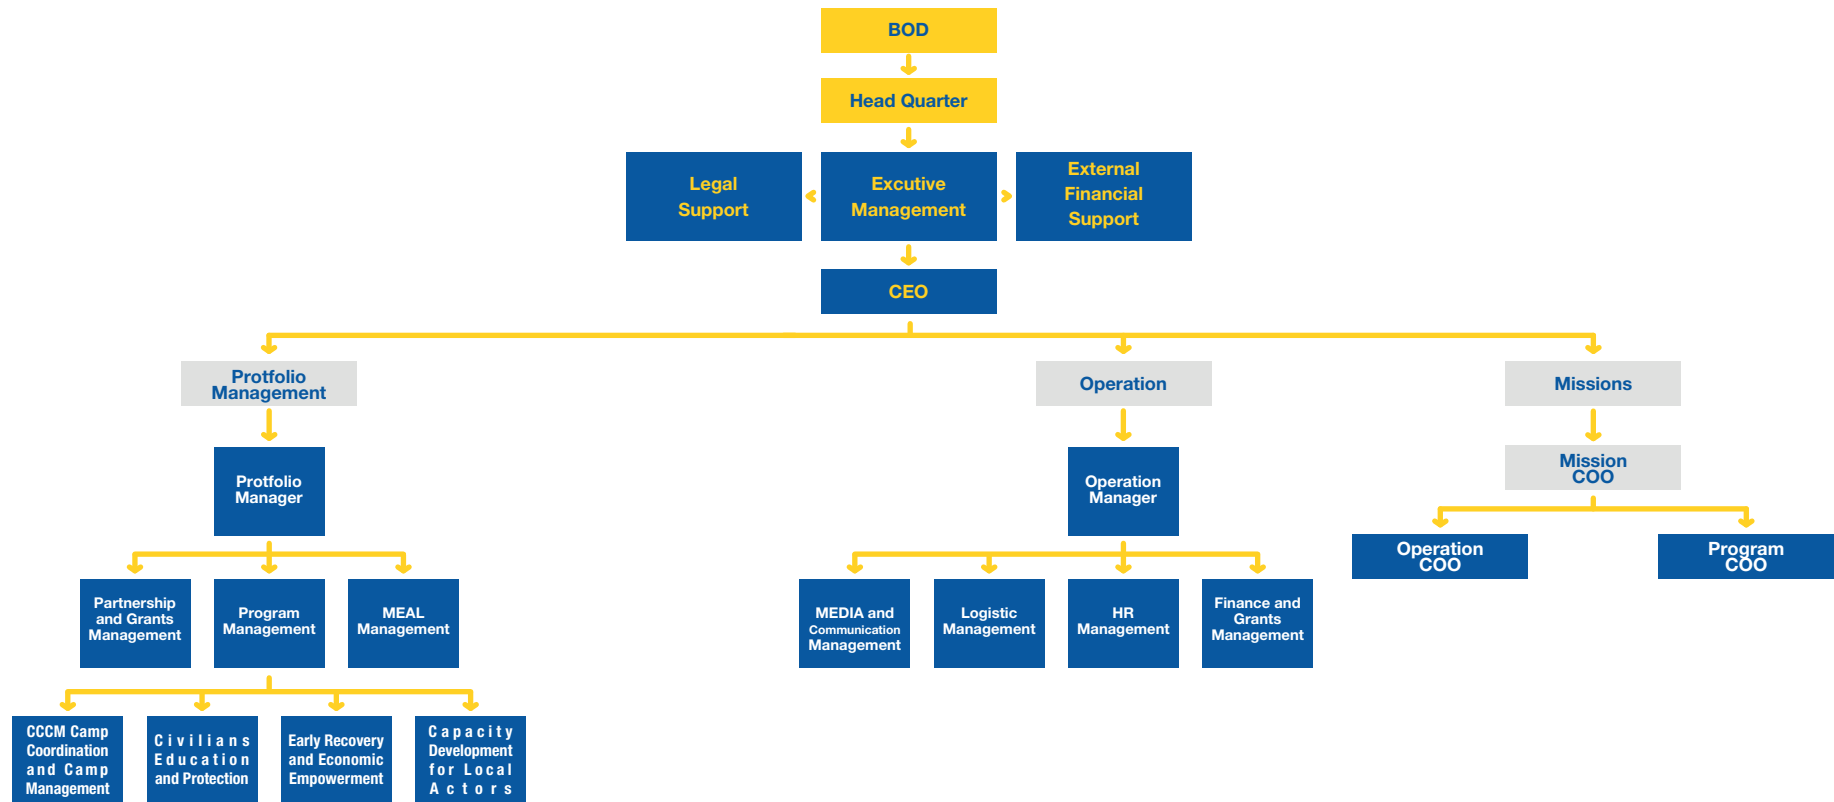 BOD
Head Quarter
Legal
Support
Excutive
Management
External
Financial
Support
CEO
Protfolio
Management
Operation
Missions
Protfolio
Manager
Operation
Manager
Mission
COO
Operation
COO
Program
COO
Partnership
and Grants
Management
Program
Management
MEAL
Management
MEDIA and
Communication
Management
Logistic
Management
HR
Management
Finance and
Grants
Management
CCCM Camp
Coordination
and Camp
Management
Civilians
Education
and Protection
Early Recovery
and Economic
Empowerment
Capacity
Development
for Local
Actors